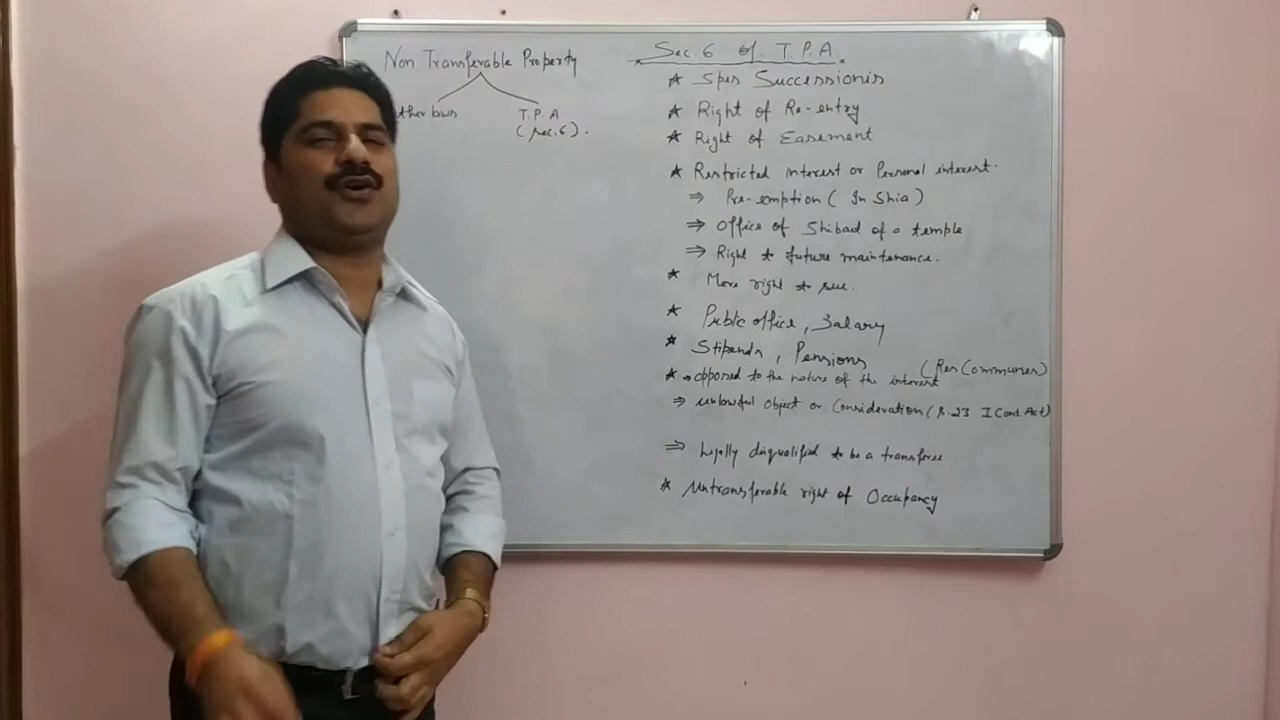 Non Transferable Property
ther laws
T.P.A
(sec.6).
Sec. 6 of T.P.A.
* Spes Successionis
* Right of Re-entry
* Right of Easement
* Restricted interest or Personal interest.
⇒ Pre-emption ( In Shia )
⇒ Office of Shibait of a temple
⇒ Right to future maintenance.
* Mere right to sue.
* Public office, Salary
* Stipends, Pensions
(Res Communes)
* → opposed to the nature of the interest
⇒ unlawful object or Consideration (s.23 I Cont. Act)
⇒ Legally disqualified to be a transferee
* Untransferable right of Occupancy